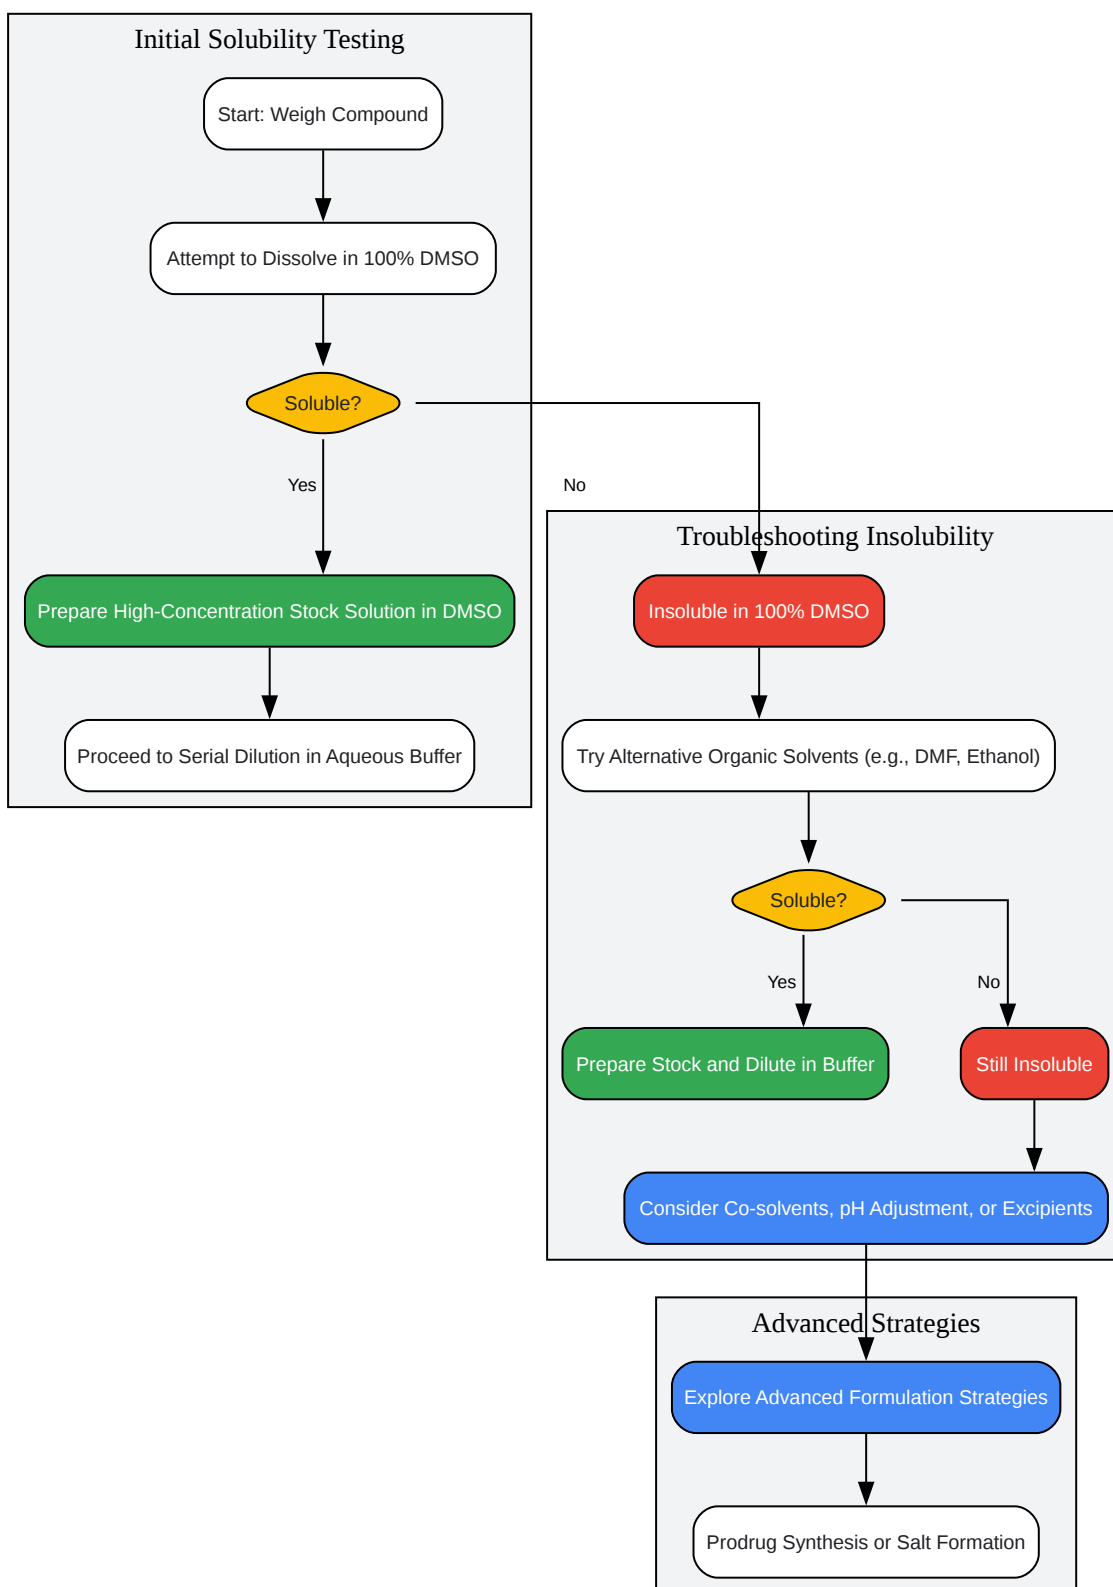 Initial Solubility Testing
Start: Weigh Compound
Attempt to Dissolve in 100% DMSO
Soluble?
Yes
No
Prepare High-Concentration Stock Solution in DMSO
Proceed to Serial Dilution in Aqueous Buffer
Troubleshooting Insolubility
Insoluble in 100% DMSO
Try Alternative Organic Solvents (e.g., DMF, Ethanol)
Soluble?
Yes
No
Prepare Stock and Dilute in Buffer
Still Insoluble
Consider Co-solvents, pH Adjustment, or Excipients
Advanced Strategies
Explore Advanced Formulation Strategies
Prodrug Synthesis or Salt Formation